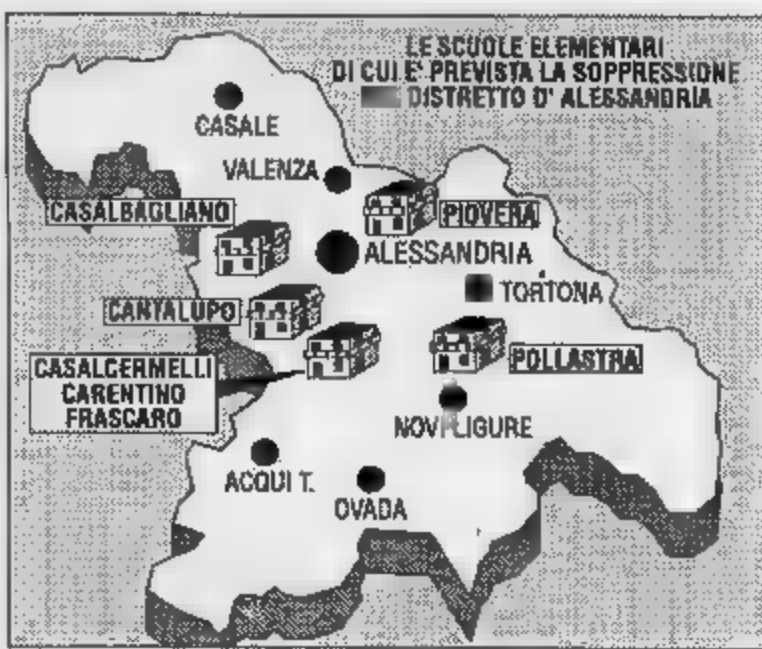 LE SCUOLE ELEMENTARI
DI CUI E' PREVISTA LA SOPPRESSIONE
DISTRETTO D' ALESSANDRIA
CASALE
VALENZA
CASALBAGLIANO
PIOVERA
ALESSANDRIA
TORTONA
CANTALUPO
CASALCERMELLI
CARENTINO
FRASCARO
POLLASTRA
NOVI LIGURE
ACQUI T.
OVADA